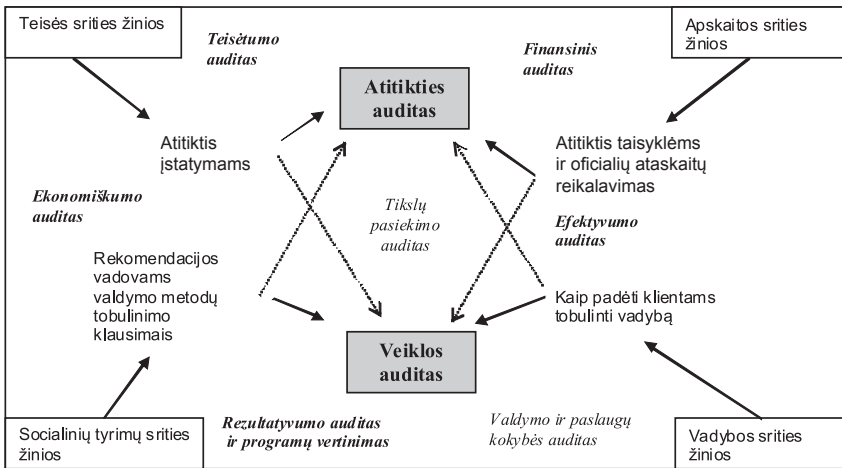 Teisės srities žinios
Teisėtumo
auditas
Finansinis
auditas
Apskaitos srities
žinios
Atitikties
auditas
Atitiktis
įstatymams
Atitiktis taisyklėms
ir oficialių ataskaitų
reikalavimas
Ekonomiškumo
auditas
Tikslų
pasiekimo
auditas
Efektyvumo
auditas
Rekomendacijos
vadovams
valdymo metodų
tobulinimo
klausimais
Kaip padėti klientams
tobulinti vadybą
Veiklos
auditas
Socialinių tyrimų srities
žinios
Rezultatyvumo auditas
ir programų vertinimas
Valdymo ir paslaugų
kokybės auditas
Vadybos srities
žinios